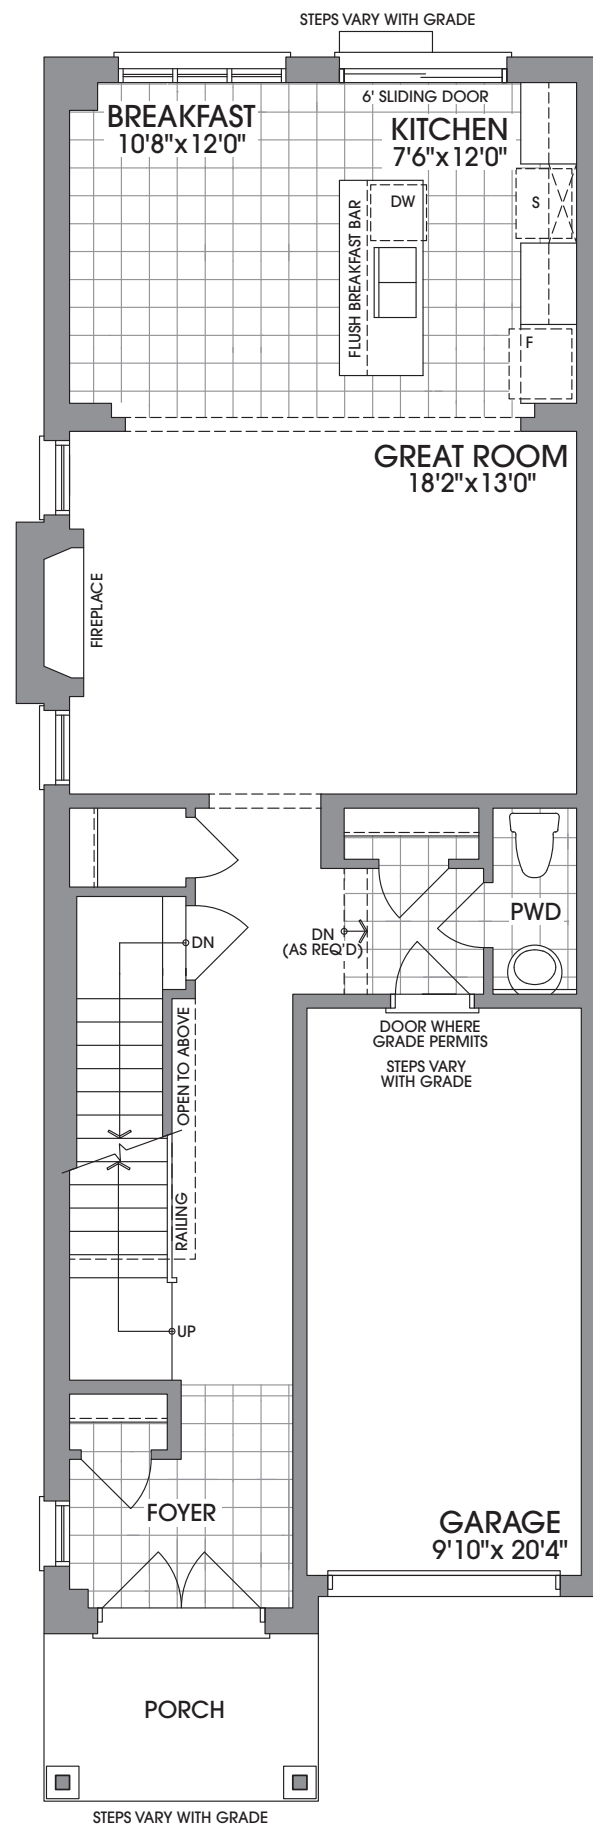 STEPS VARY WITH GRADE
6' SLIDING DOOR
BREAKFAST
10'8"x12'0"
KITCHEN
7'6"x12'0"
DW
S
FLUSH BREAKFAST BAR
F
GREAT ROOM
18'2"x13'0"
FIREPLACE
PWD
DN
DN
(AS REQ'D)
OPEN TO ABOVE
DOOR WHERE
GRADE PERMITS
STEPS VARY
WITH GRADE
RAILING
UP
FOYER
GARAGE
9'10"x 20'4"
PORCH
STEPS VARY WITH GRADE